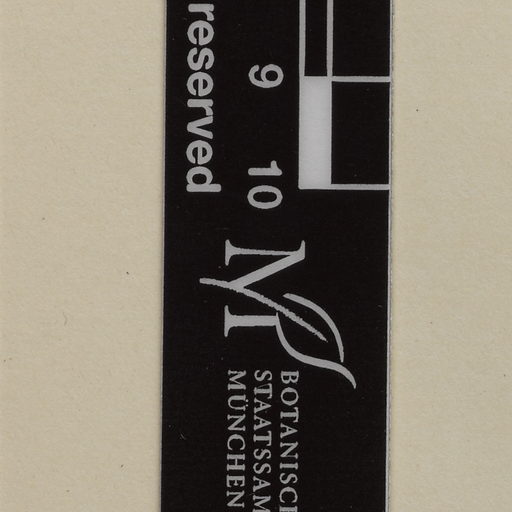 reserved
9 10
M
BOTANISCH
STAATSSAM
MÜNCHEN